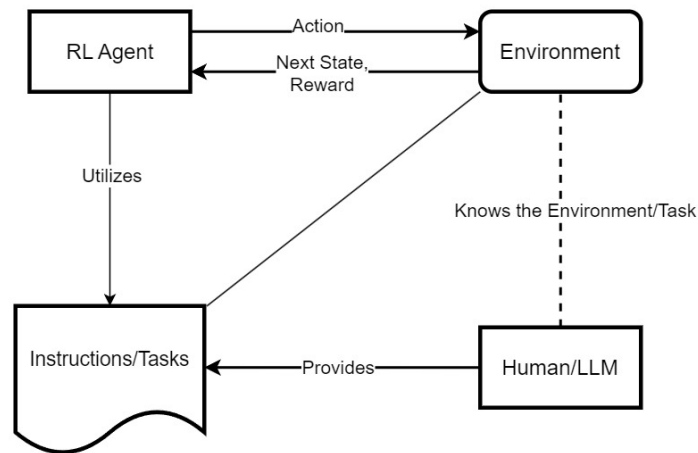 RL Agent
Action
Next State,
Reward
Environment
Utilizes
Knows the Environment/Task
Instructions/Tasks
Provides
Human/LLM